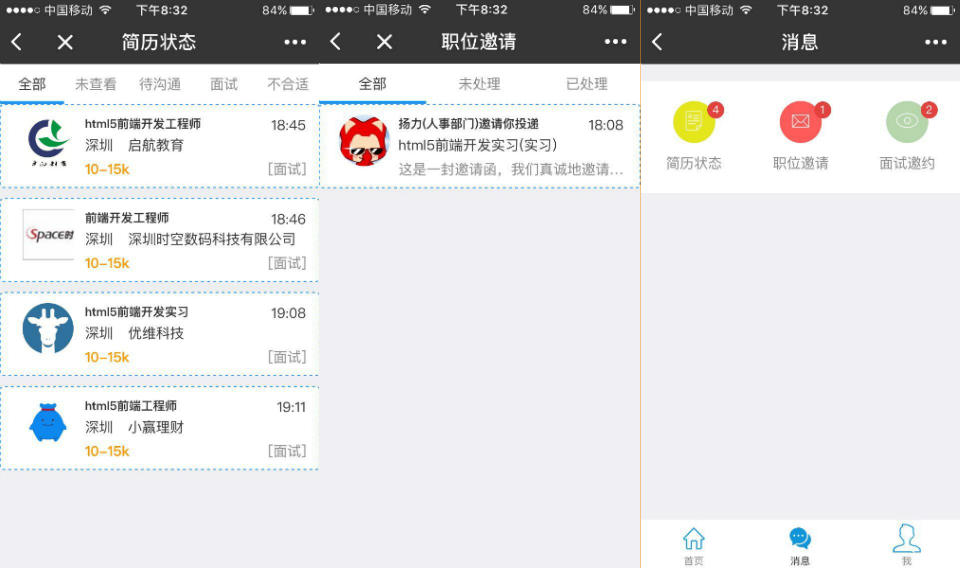 中国移动 下午8:32 84%
简历状态
全部 未查看 待沟通 面试 不合适
html5前端开发工程师 18:45
深圳 启航教育
10-15k [面试]
前端开发工程师 18:46
Space时
深圳 深圳时空数码科技有限公司
10-15k [面试]
html5前端开发实习 19:08
深圳 优维科技
10-15k [面试]
html5前端工程师 19:11
深圳 小赢理财
10-15k [面试]
中国移动 下午8:32 84%
职位邀请
全部 未处理 已处理
扬力(人事部门)邀请你投递 18:08
html5前端开发实习(实习)
这是一封邀请函，我们真诚地邀请...
中国移动 下午8:32 84%
消息
4 1 2
简历状态 职位邀请 面试邀约
首页 消息 我